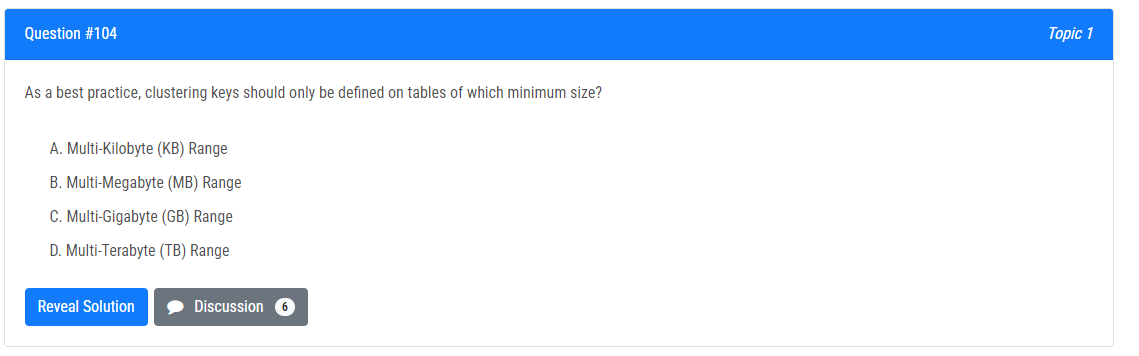 Question #104
Topic 1
As a best practice, clustering keys should only be defined on tables of which minimum size?
A. Multi-Kilobyte (KB) Range
B. Multi-Megabyte (MB) Range
C. Multi-Gigabyte (GB) Range
D. Multi-Terabyte (TB) Range
Reveal Solution
Discussion 6